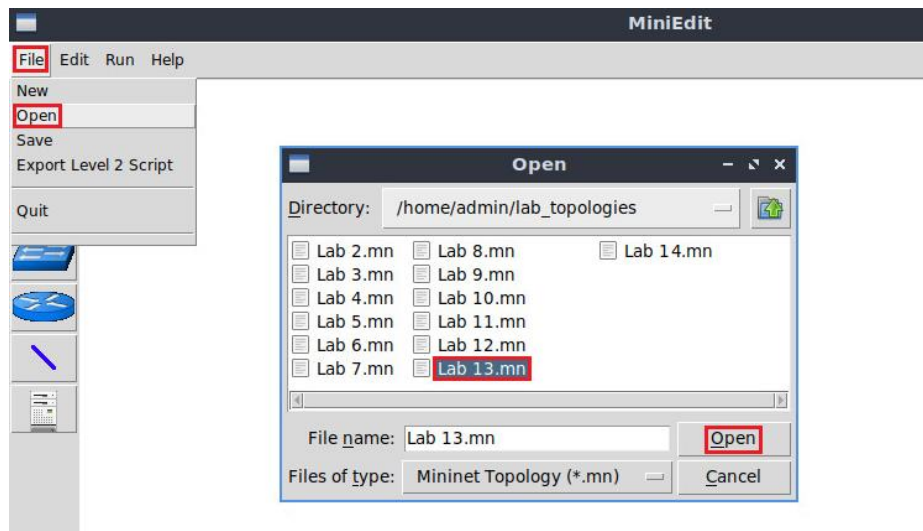 MiniEdit
File Edit Run Help
New
Open
Save
Export Level 2 Script
Quit
Open
Directory: /home/admin/lab_topologies
Lab 2.mn Lab 8.mn Lab 14.mn
Lab 3.mn Lab 9.mn
Lab 4.mn Lab 10.mn
Lab 5.mn Lab 11.mn
Lab 6.mn Lab 12.mn
Lab 7.mn Lab 13.mn
File name: Lab 13.mn Open
Files of type: Mininet Topology (*.mn) Cancel